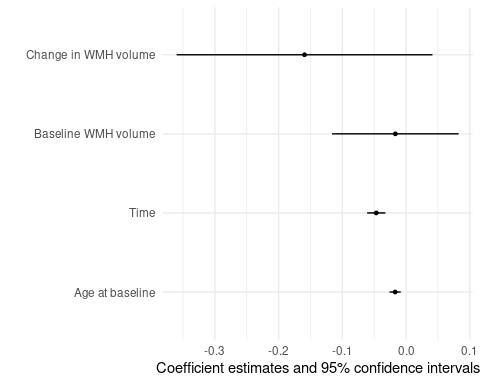 Change in WMH volume
Baseline WMH volume
Time
Age at baseline
-0.3 -0.2 -0.1 0.0 0.1
Coefficient estimates and 95% confidence intervals